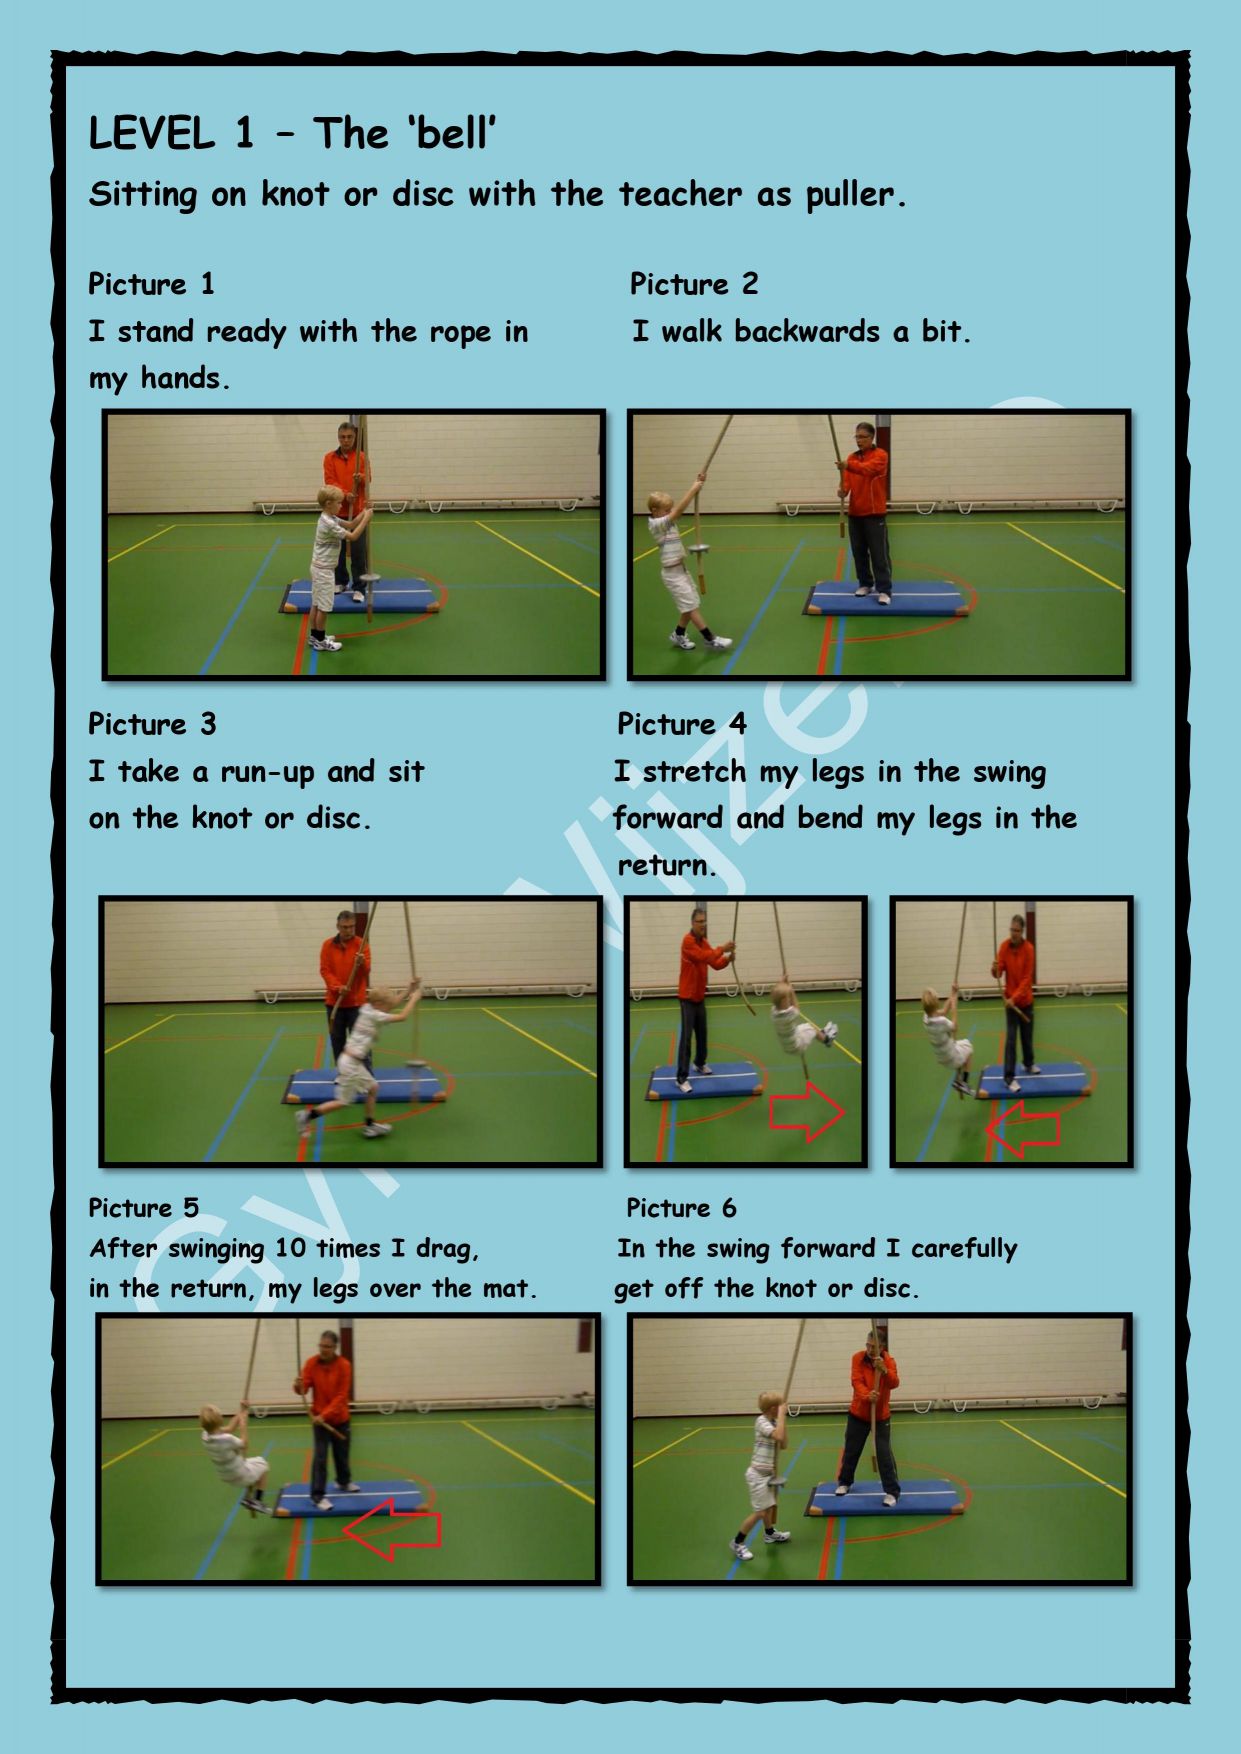 LEVEL 1 – The ‘bell’
Sitting on knot or disc with the teacher as puller.
Picture 1
I stand ready with the rope in
my hands.
Picture 2
I walk backwards a bit.
Picture 3
I take a run-up and sit
on the knot or disc.
Picture 4
I stretch my legs in the swing
forward and bend my legs in the
return.
Picture 5
After swinging 10 times I drag,
in the return, my legs over the mat.
Picture 6
In the swing forward I carefully
get off the knot or disc.